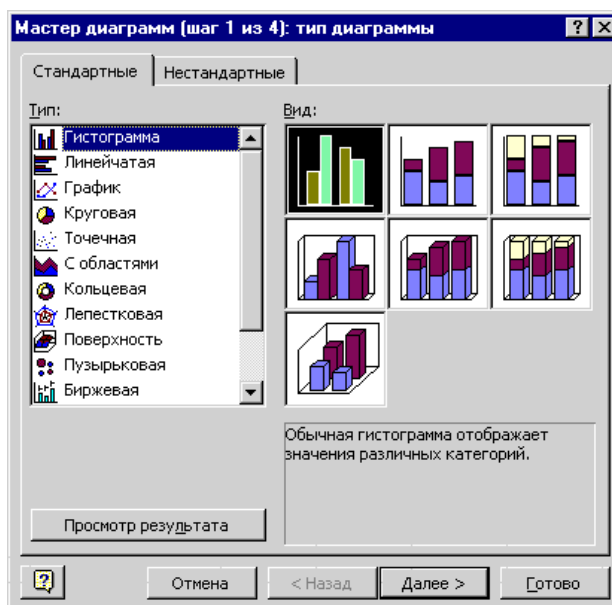 Мастер диаграмм (шаг 1 из 4): тип диаграммы
Стандартные
Нестандартные
Тип:
Гистограмма
Линейчатая
График
Круговая
Точечная
С областями
Кольцевая
Лепестковая
Поверхность
Пузырьковая
Биржевая
Вид:
Обычная гистограмма отображает
значения различных категорий.
Просмотр результата
Отмена
< Назад
Далее >
Готово